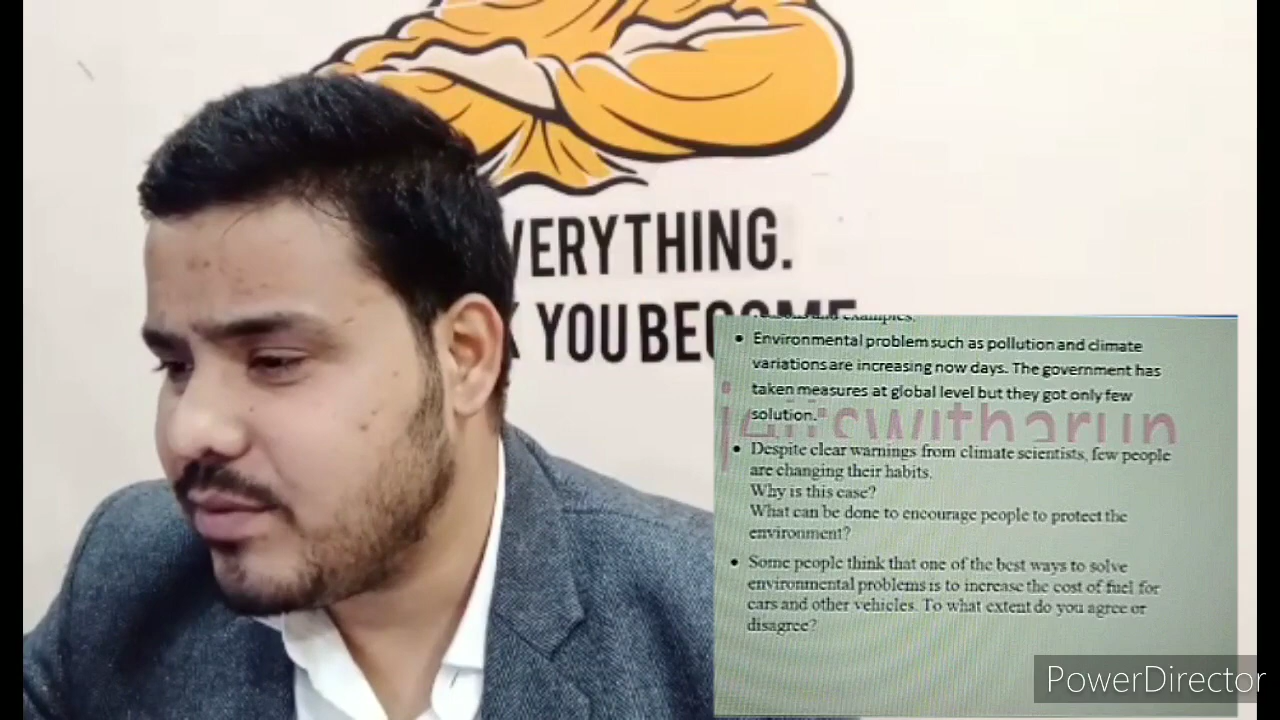 VERYTHING.
YOU BECOME
examples.
• Environmental problem such as pollution and climate
variations are increasing now days. The government has
taken measures at global level but they got only few
solution."
• Despite clear warnings from climate scientists, few people
are changing their habits.
Why is this case?
What can be done to encourage people to protect the
environment?
• Some people think that one of the best ways to solve
environmental problems is to increase the cost of fuel for
cars and other vehicles. To what extent do you agree or
disagree?
PowerDirector